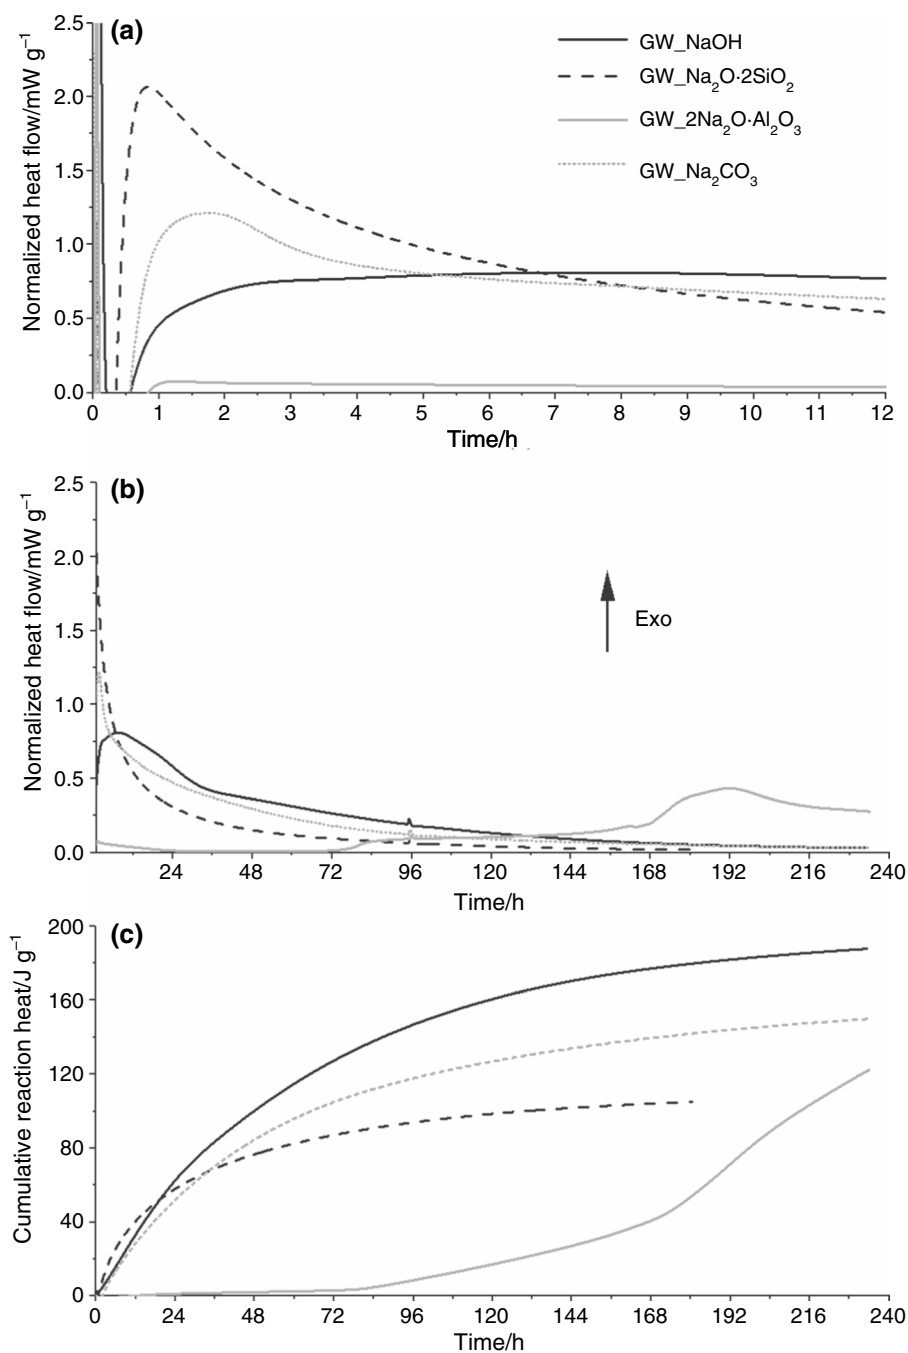 (a)
GW_NaOH
GW_Na₂O·2SiO₂
GW_2Na₂O·Al₂O₃
GW_Na₂CO₃
Normalized heat flow/mW g⁻¹
2.5
2.0
1.5
1.0
0.5
0.0
0 1 2 3 4 5 6 7 8 9 10 11 12
Time/h
(b)
Exo
Normalized heat flow/mW g⁻¹
2.5
2.0
1.5
1.0
0.5
0.0
24 48 72 96 120 144 168 192 216 240
Time/h
(c)
Cumulative reaction heat/J g⁻¹
200
160
120
80
40
0
0 24 48 72 96 120 144 168 192 216 240
Time/h